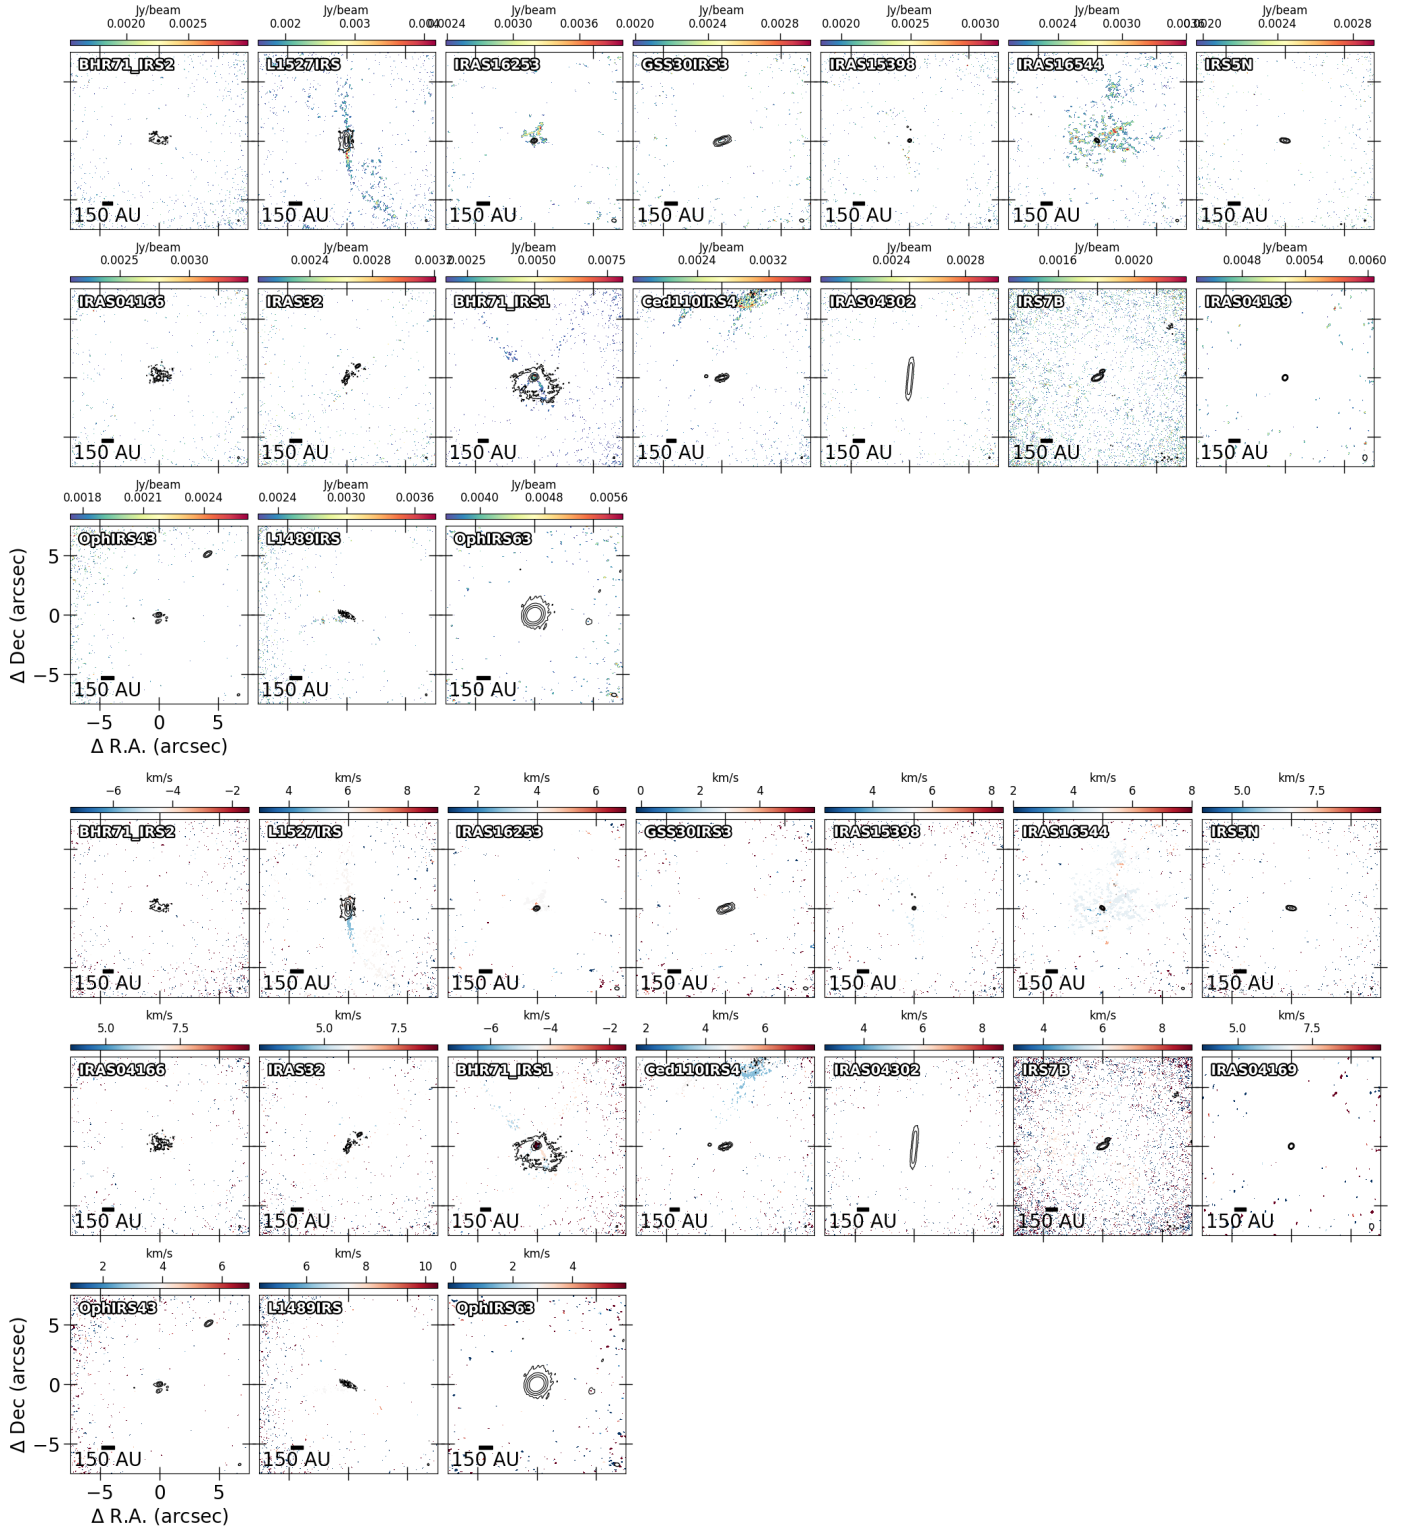 Jy/beam Jy/beam Jy/beam Jy/beam Jy/beam Jy/beam Jy/beam
0.0020 0.0025 0.002 0.003 0.0024 0.0030 0.0036 0.0020 0.0024 0.0028 0.0020 0.0025 0.0030 0.0024 0.0030 0.0020 0.0024 0.0028
BHR71_IRS2 L1527IRS IRAS16253 GSS30IRS3 IRAS15398 IRAS16544 IRS5N
150 AU 150 AU 150 AU 150 AU 150 AU 150 AU 150 AU
Jy/beam Jy/beam Jy/beam Jy/beam Jy/beam Jy/beam Jy/beam
0.0025 0.0030 0.0024 0.0028 0.0025 0.0050 0.0075 0.0024 0.0032 0.0024 0.0028 0.0016 0.0020 0.0048 0.0054 0.0060
IRAS04166 IRAS32 BHR71_IRS1 Ced110IRS4 IRAS04302 IRS7B IRAS04169
150 AU 150 AU 150 AU 150 AU 150 AU 150 AU 150 AU
Jy/beam Jy/beam Jy/beam
0.0018 0.0021 0.0024 0.0024 0.0030 0.0036 0.0040 0.0048 0.0056
OphIRS43 L1489IRS OphIRS63
5
0
−5
Δ Dec (arcsec)
150 AU 150 AU 150 AU
−5 0 5
Δ R.A. (arcsec)
km/s km/s km/s km/s km/s km/s km/s
−6 −4 −2 4 6 8 2 4 6 0 2 4 4 6 8 2 4 6 8 5.0 7.5
BHR71_IRS2 L1527IRS IRAS16253 GSS30IRS3 IRAS15398 IRAS16544 IRS5N
150 AU 150 AU 150 AU 150 AU 150 AU 150 AU 150 AU
km/s km/s km/s km/s km/s km/s km/s
5.0 7.5 5.0 7.5 −6 −4 −2 2 4 6 4 6 8 4 6 8 5.0 7.5
IRAS04166 IRAS32 BHR71_IRS1 Ced110IRS4 IRAS04302 IRS7B IRAS04169
150 AU 150 AU 150 AU 150 AU 150 AU 150 AU 150 AU
km/s km/s km/s
2 4 6 6 8 10 0 2 4
OphIRS43 L1489IRS OphIRS63
5
0
−5
Δ Dec (arcsec)
150 AU 150 AU 150 AU
−5 0 5
Δ R.A. (arcsec)